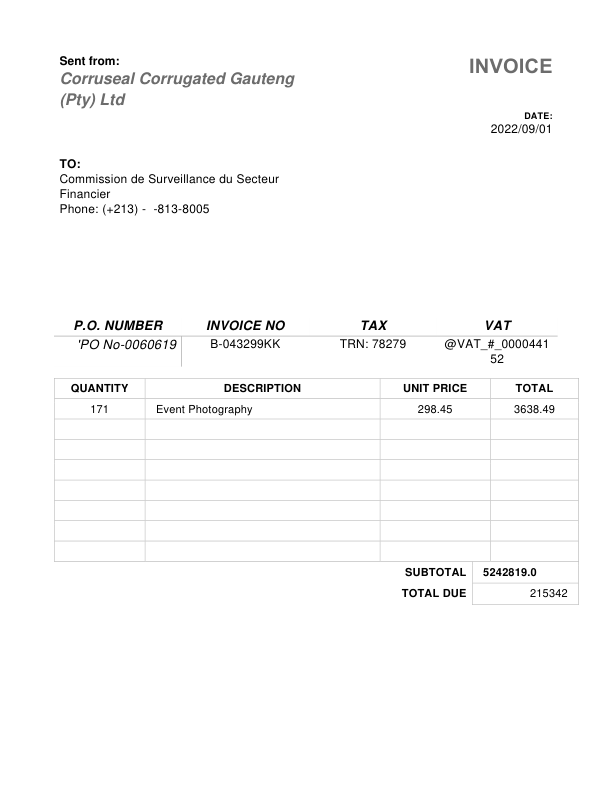 Sent from:
Corruseal Corrugated Gauteng
(Pty) Ltd
INVOICE
DATE:
2022/09/01
TO:
Commission de Surveillance du Secteur
Financier
Phone: (+213) -  -813-8005
P.O. NUMBER INVOICE NO TAX VAT
'PO No-0060619 B-043299KK TRN: 78279 @VAT_#_0000441
52
QUANTITY DESCRIPTION UNIT PRICE TOTAL
171 Event Photography 298.45 3638.49
SUBTOTAL 5242819.0
TOTAL DUE 215342